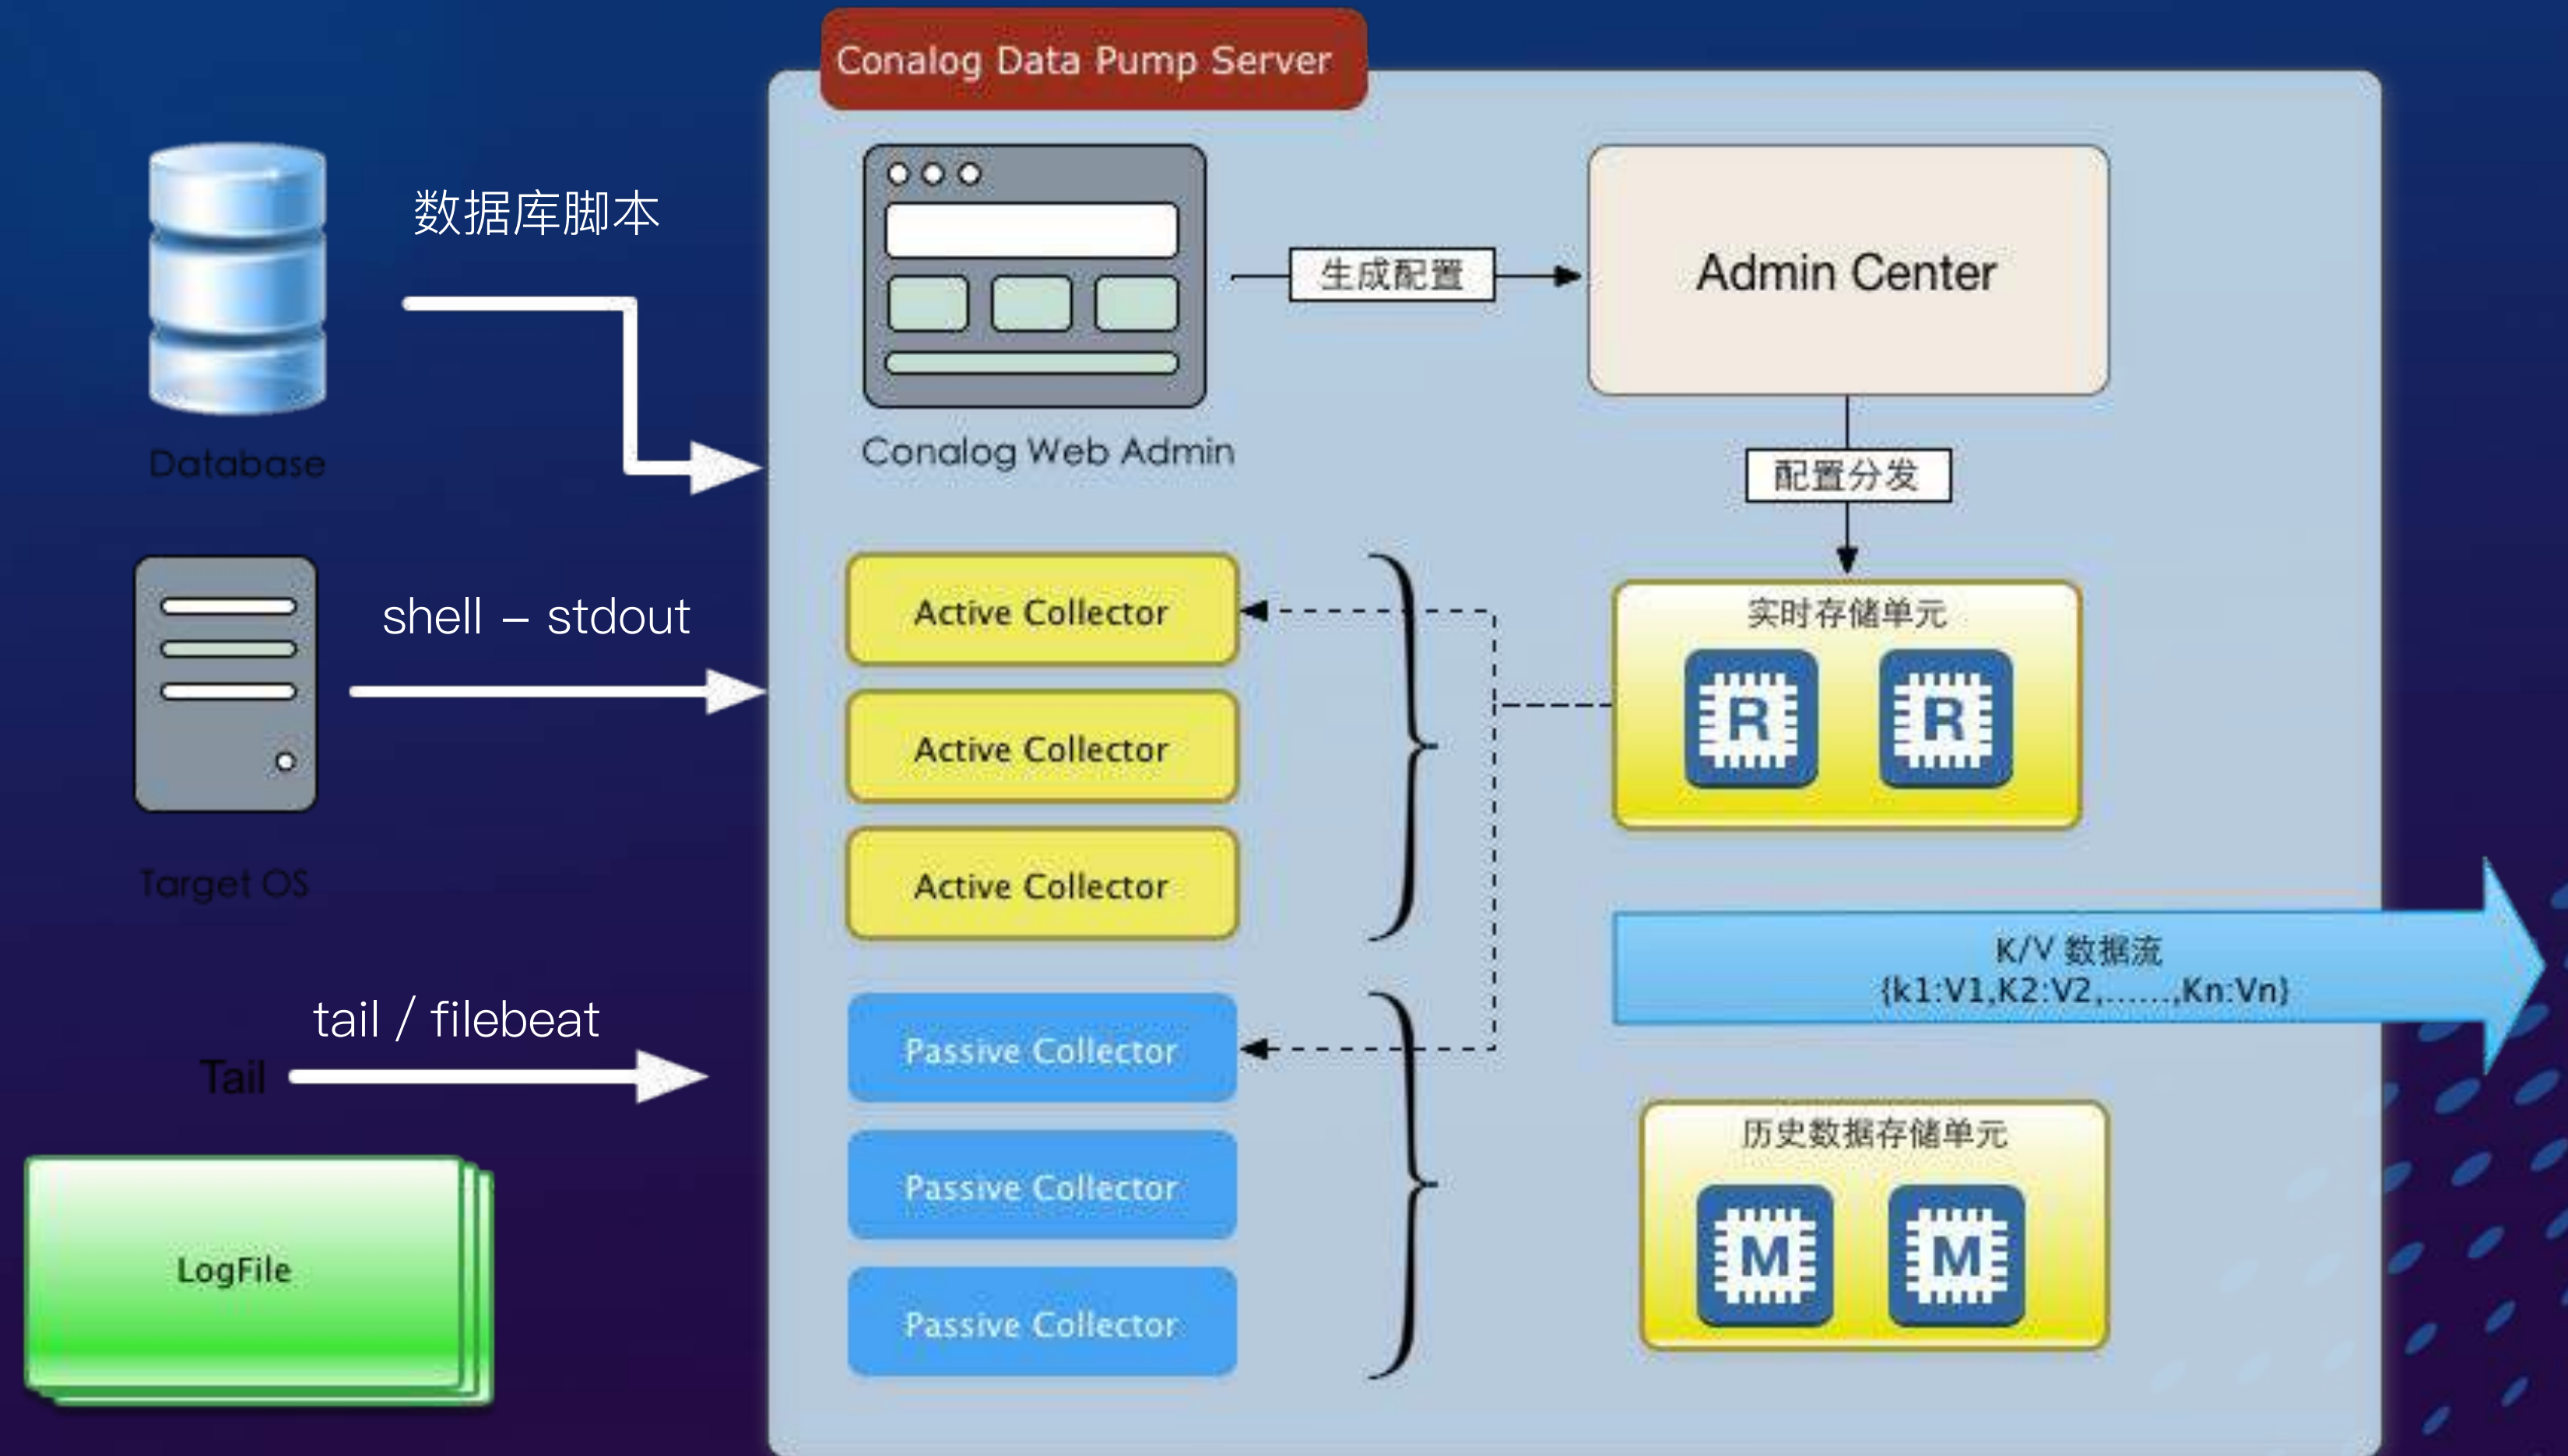 Conalog Data Pump Server
数据库脚本
Database
生成配置
Admin Center
Conalog Web Admin
配置分发
shell – stdout
Target OS
Active Collector
Active Collector
Active Collector
实时存储单元
R
R
tail / filebeat
Tail
LogFile
Passive Collector
Passive Collector
Passive Collector
K/V 数据流
{k1:V1,K2:V2,......,Kn:Vn}
历史数据存储单元
M
M